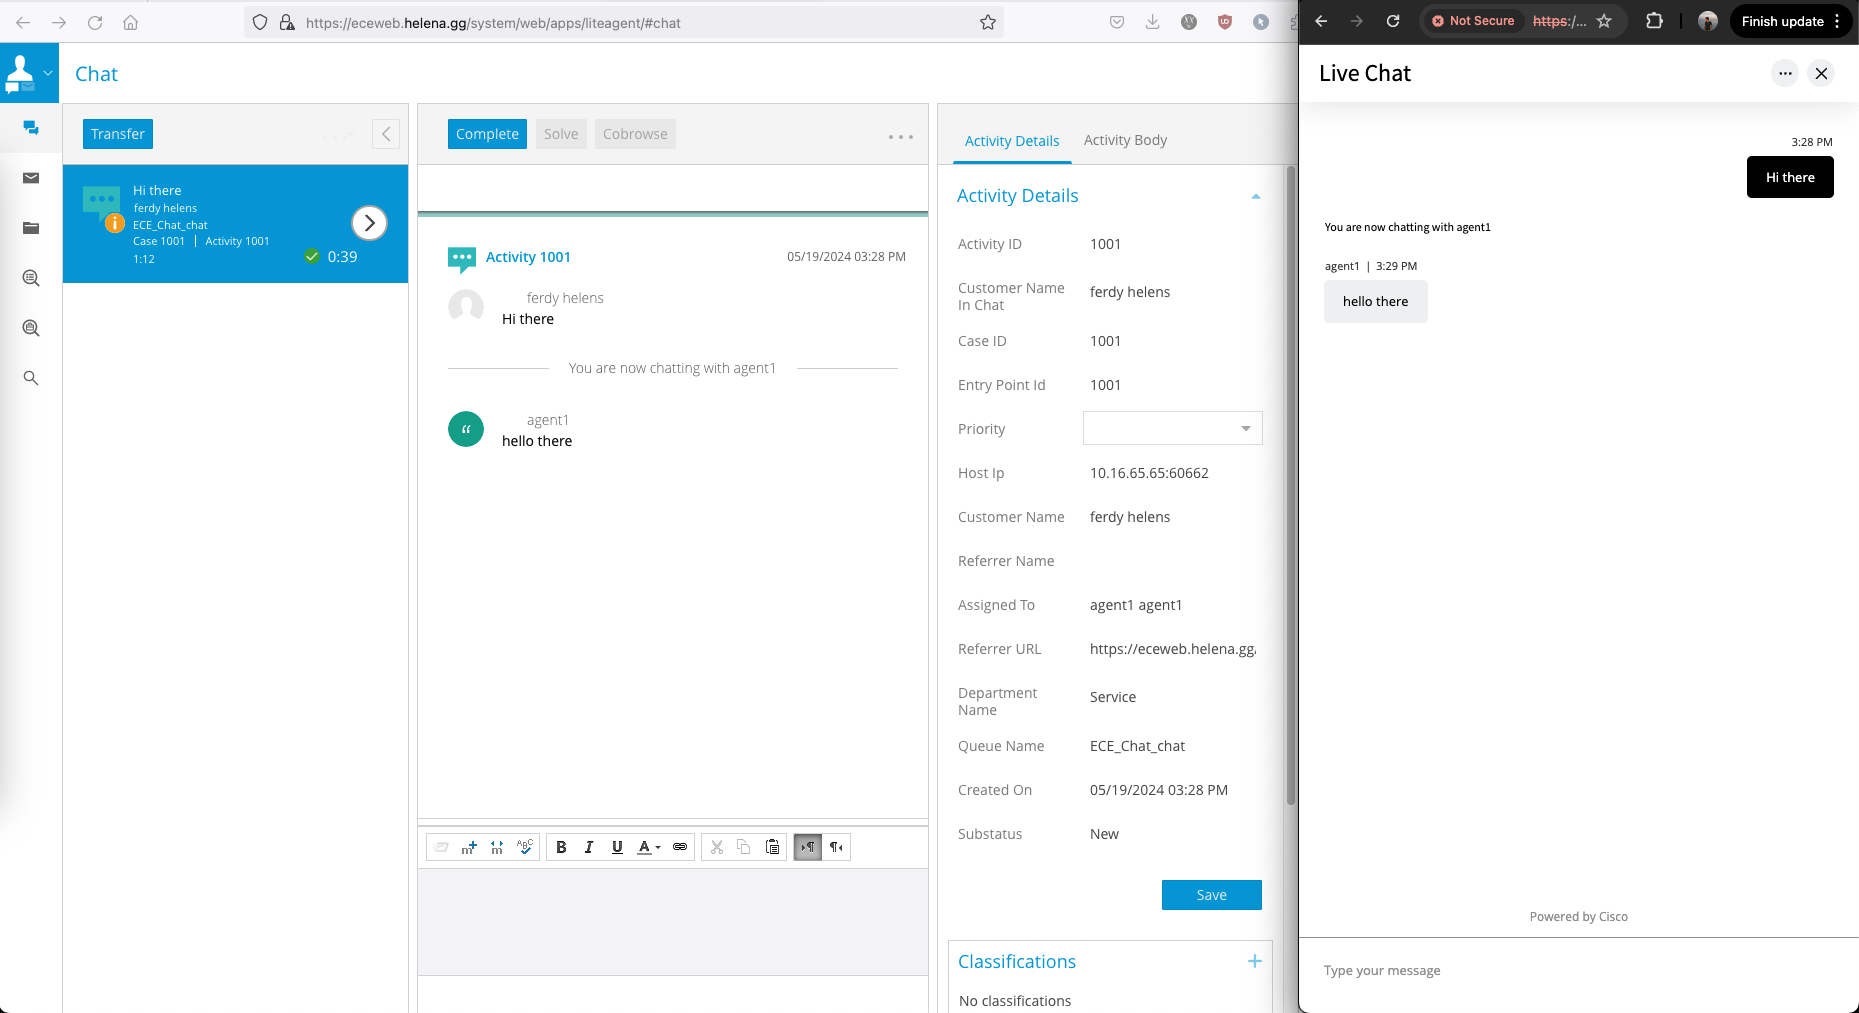 https://eceweb.helena.gg/system/web/apps/liteagent/#chat
Chat
Transfer
Hi there
ferdy helens
ECE_Chat_chat
Case 1001 | Activity 1001
1:12
0:39
Complete Solve Cobrowse
Activity 1001 05/19/2024 03:28 PM
ferdy helens
Hi there
You are now chatting with agent1
agent1
hello there
B I U A
Activity Details Activity Body
Activity Details
Activity ID 1001
Customer Name
In Chat
ferdy helens
Case ID 1001
Entry Point Id 1001
Priority
Host Ip 10.16.65.65:60662
Customer Name ferdy helens
Referrer Name
Assigned To agent1 agent1
Referrer URL https://eceweb.helena.gg/
Department
Name
Service
Queue Name ECE_Chat_chat
Created On 05/19/2024 03:28 PM
Substatus New
Save
Classifications
No classifications
Not Secure https:/... Finish update
Live Chat
3:28 PM
Hi there
You are now chatting with agent1
agent1 | 3:29 PM
hello there
Powered by Cisco
Type your message